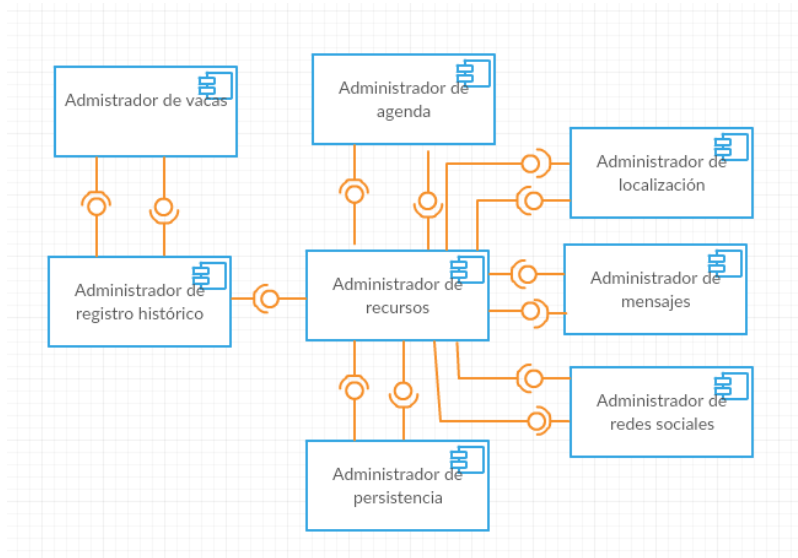 Admistrador de vacas
Administrador de
agenda
Administrador de
localización
Administrador de
registro histórico
Administrador de
recursos
Administrador de
mensajes
Administrador de
redes sociales
Administrador de
persistencia